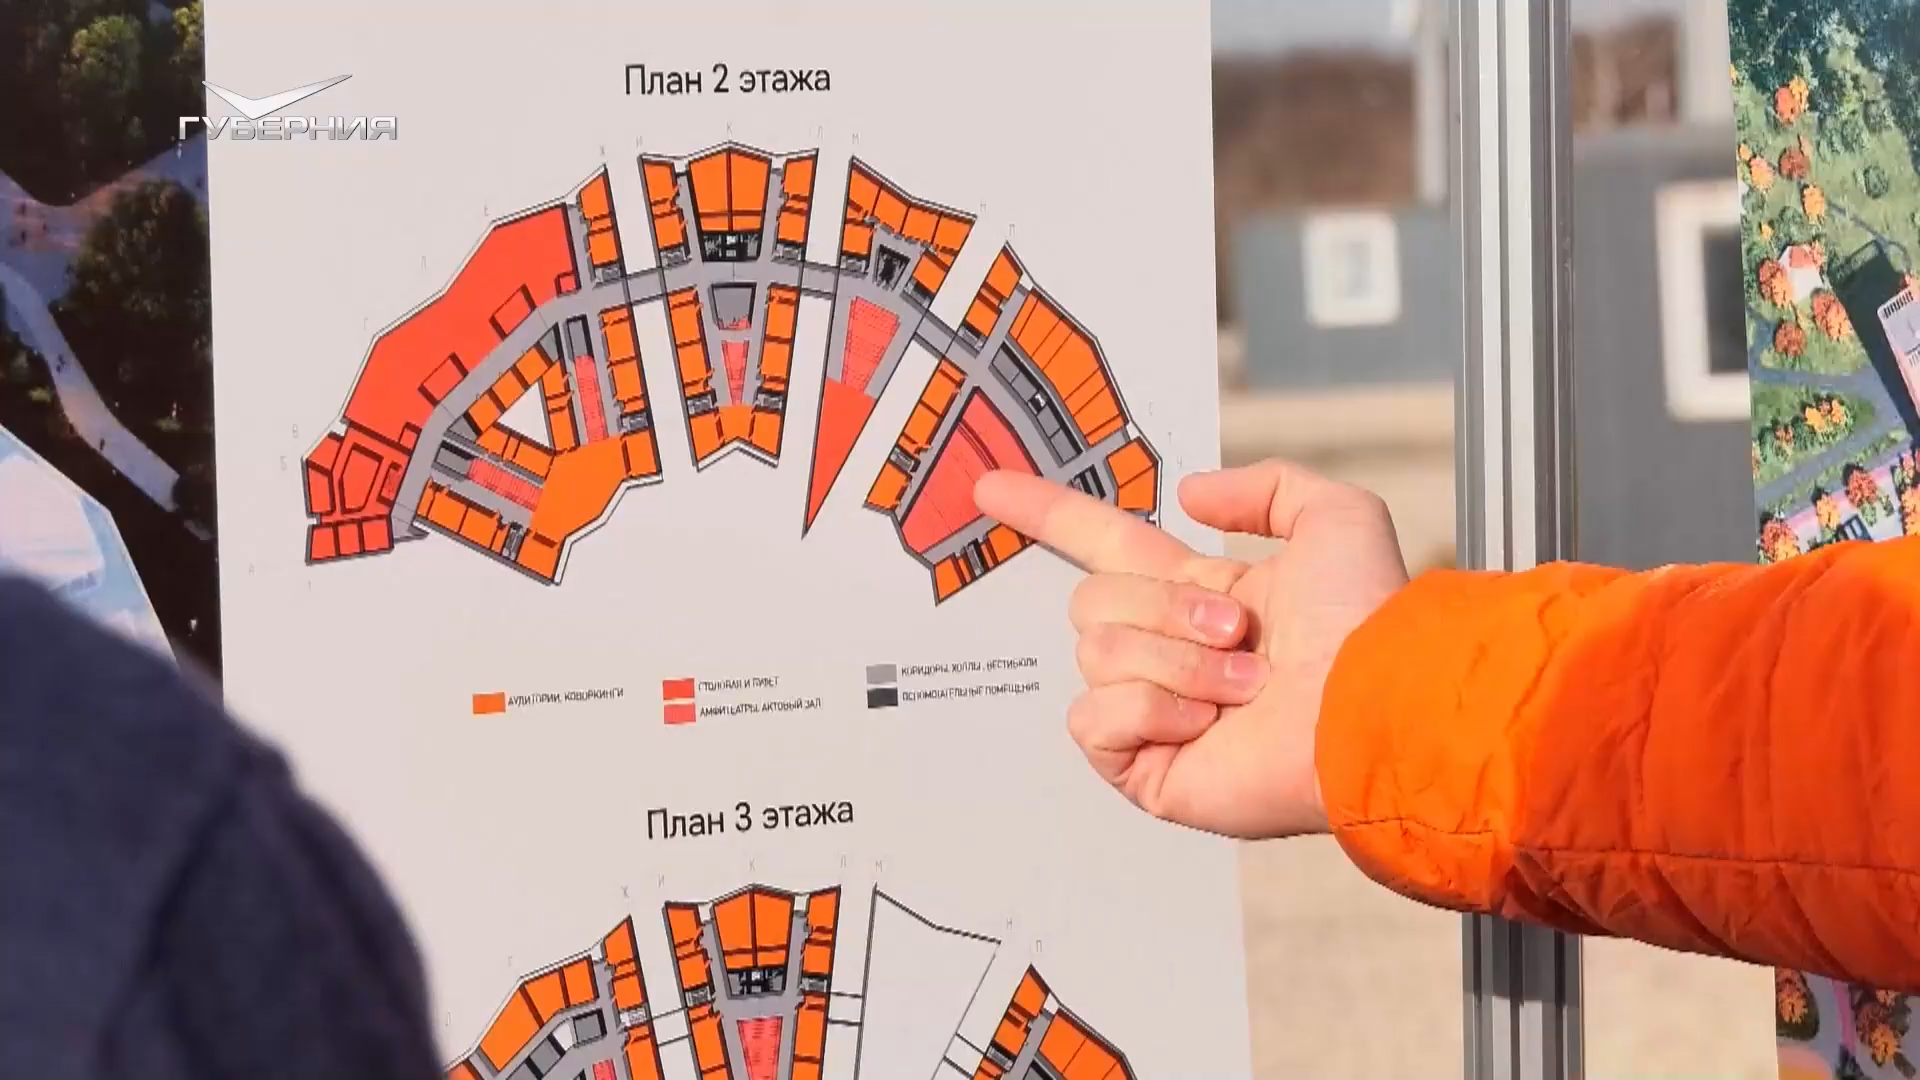 ГУБЕРНИЯ
План 2 этажа
АУДИТОРИИ, КОВОРКИНГИ
СТОЛОВАЯ И БУФЕТ
АМФИТЕАТРЫ, АКТОВЫЙ ЗАЛ
КОРИДОРЫ, ХОЛЛЫ, ВЕСТИБЮЛИ
ВСПОМОГАТЕЛЬНЫЕ ПОМЕЩЕНИЯ
План 3 этажа